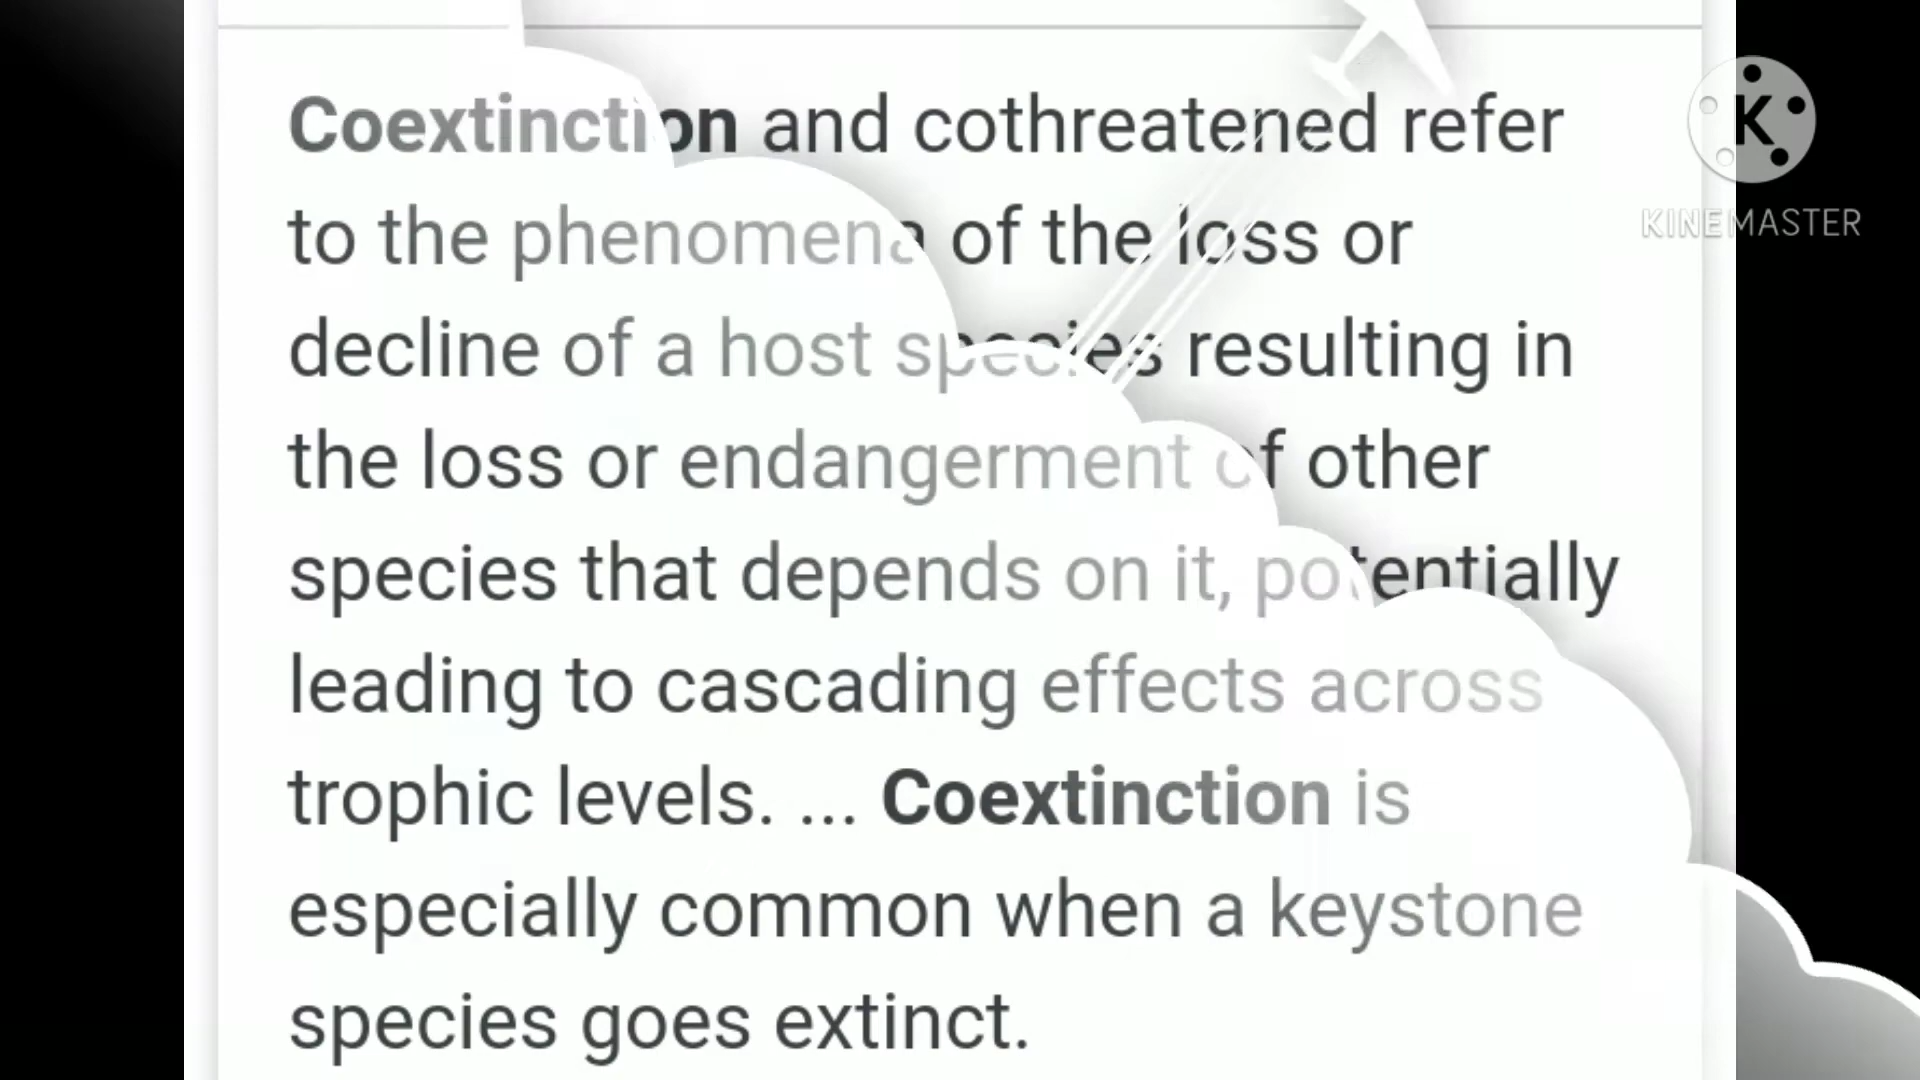 Coextinction and cothreatened refer
to the phenomena of the loss or
decline of a host species resulting in
the loss or endangerment of other
species that depends on it, potentially
leading to cascading effects across
trophic levels. ... Coextinction is
especially common when a keystone
species goes extinct.
K
KINEMASTER